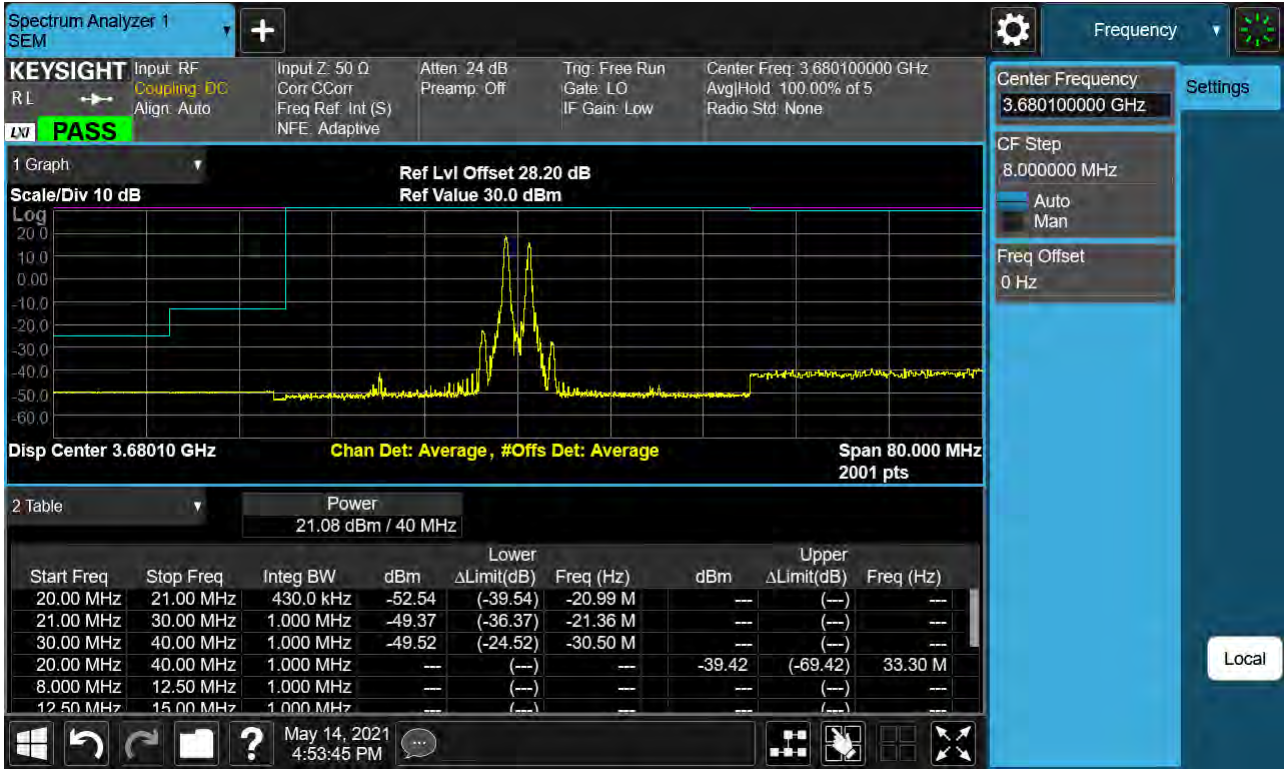 Spectrum Analyzer 1
SEM
Frequency
KEYSIGHT
R L
LXI
PASS
Input: RF
Coupling: DC
Align: Auto
Input Z: 50 Ω
Corr CCorr
Freq Ref: Int (S)
NFE: Adaptive
Atten: 24 dB
Preamp: Off
Trig: Free Run
Gate: LO
IF Gain: Low
Center Freq: 3.680100000 GHz
Avg|Hold: 100.00% of 5
Radio Std: None
Center Frequency
3.680100000 GHz
Settings
CF Step
8.000000 MHz
Auto
Man
Freq Offset
0 Hz
1 Graph
Scale/Div 10 dB
Ref Lvl Offset 28.20 dB
Ref Value 30.0 dBm
Log
20.0
10.0
0.00
-10.0
-20.0
-30.0
-40.0
-50.0
-60.0
Disp Center 3.68010 GHz
Chan Det: Average , #Offs Det: Average
Span 80.000 MHz
2001 pts
2 Table
Power
21.08 dBm / 40 MHz
Lower Upper
Start Freq Stop Freq Integ BW dBm ΔLimit(dB) Freq (Hz) dBm ΔLimit(dB) Freq (Hz)
20.00 MHz 21.00 MHz 430.0 kHz -52.54 (-39.54) -20.99 M --- (---) ---
21.00 MHz 30.00 MHz 1.000 MHz -49.37 (-36.37) -21.36 M --- (---) ---
30.00 MHz 40.00 MHz 1.000 MHz -49.52 (-24.52) -30.50 M --- (---) ---
20.00 MHz 40.00 MHz 1.000 MHz --- (---) --- -39.42 (-69.42) 33.30 M
8.000 MHz 12.50 MHz 1.000 MHz --- (---) --- --- (---) ---
12.50 MHz 15.00 MHz 1.000 MHz --- (---) --- --- (---) ---
Local
May 14, 2021
4:53:45 PM